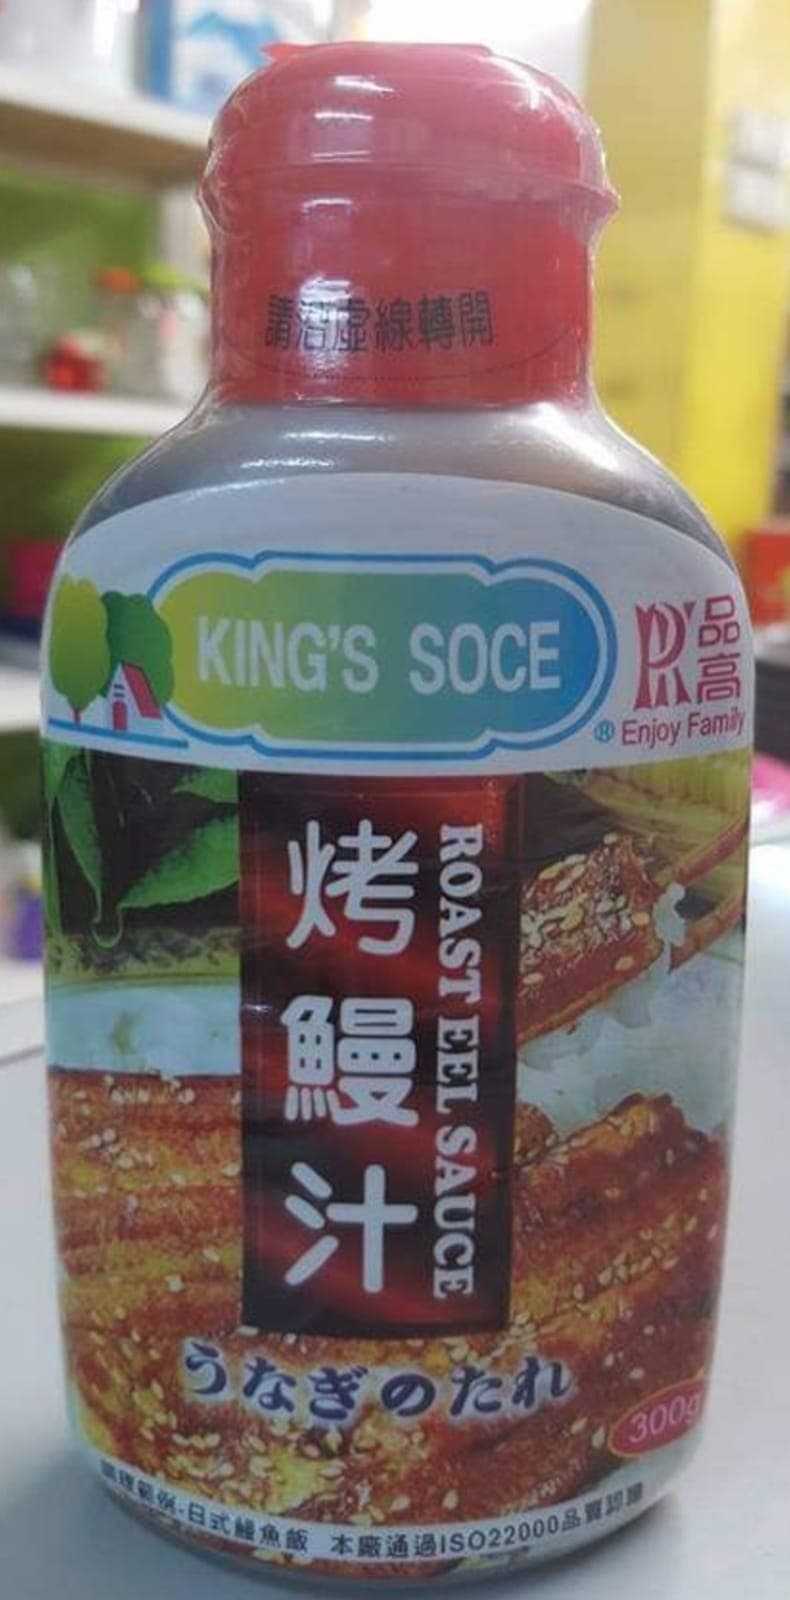 請沿虛線轉開
KING'S SOCE
品高
® Enjoy Family
烤鰻汁
ROAST EEL SAUCE
うなぎのたれ
300g
調理範例·日式鰻魚飯 本廠通過ISO22000品質認證